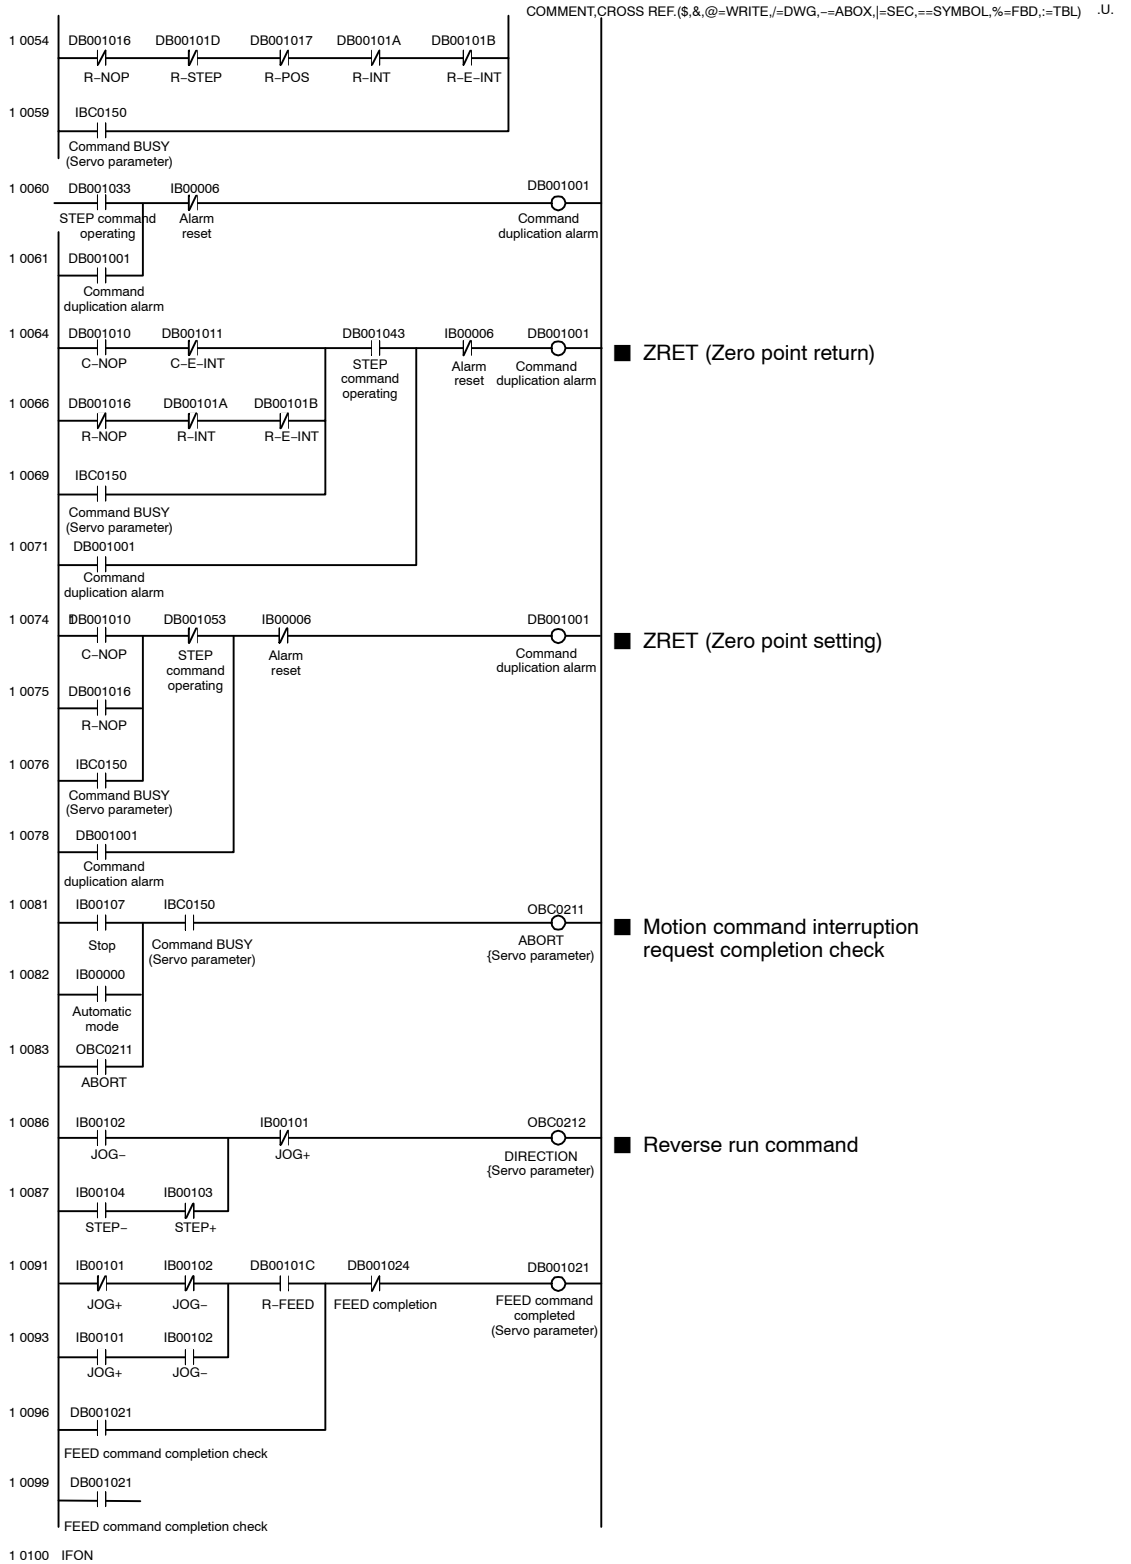 COMMENT,CROSS REF.($,&,@=WRITE,/=DWG,−=ABOX,|=SEC,==SYMBOL,%=FBD,:=TBL) .U.
1 0054 DB001016 DB00101D DB001017 DB00101A DB00101B
R−NOP R−STEP R−POS R−INT R−E−INT
1 0059 IBC0150
Command BUSY
(Servo parameter)
1 0060 DB001033 IB00006 DB001001
STEP command Alarm Command
operating reset duplication alarm
1 0061 DB001001
Command
duplication alarm
1 0064 DB001010 DB001011 DB001043 IB00006 DB001001
■ ZRET (Zero point return)
C−NOP C−E−INT STEP Alarm Command
command reset duplication alarm
operating
1 0066 DB001016 DB00101A DB00101B
R−NOP R−INT R−E−INT
1 0069 IBC0150
Command BUSY
(Servo parameter)
1 0071 DB001001
Command
duplication alarm
1 0074 DB001010 DB001053 IB00006 DB001001
■ ZRET (Zero point setting)
C−NOP STEP Alarm Command
command reset duplication alarm
operating
1 0075 DB001016
R−NOP
1 0076 IBC0150
Command BUSY
(Servo parameter)
1 0078 DB001001
Command
duplication alarm
1 0081 IB00107 IBC0150 OBC0211
■ Motion command interruption
request completion check
Stop Command BUSY ABORT
(Servo parameter) {Servo parameter)
1 0082 IB00000
Automatic
mode
1 0083 OBC0211
ABORT
1 0086 IB00102 IB00101 OBC0212
■ Reverse run command
JOG− JOG+ DIRECTION
{Servo parameter)
1 0087 IB00104 IB00103
STEP− STEP+
1 0091 IB00101 IB00102 DB00101C DB001024 DB001021
JOG+ JOG− R−FEED FEED completion FEED command
completed
(Servo parameter)
1 0093 IB00101 IB00102
JOG+ JOG−
1 0096 DB001021
FEED command completion check
1 0099 DB001021
FEED command completion check
1 0100 IFON